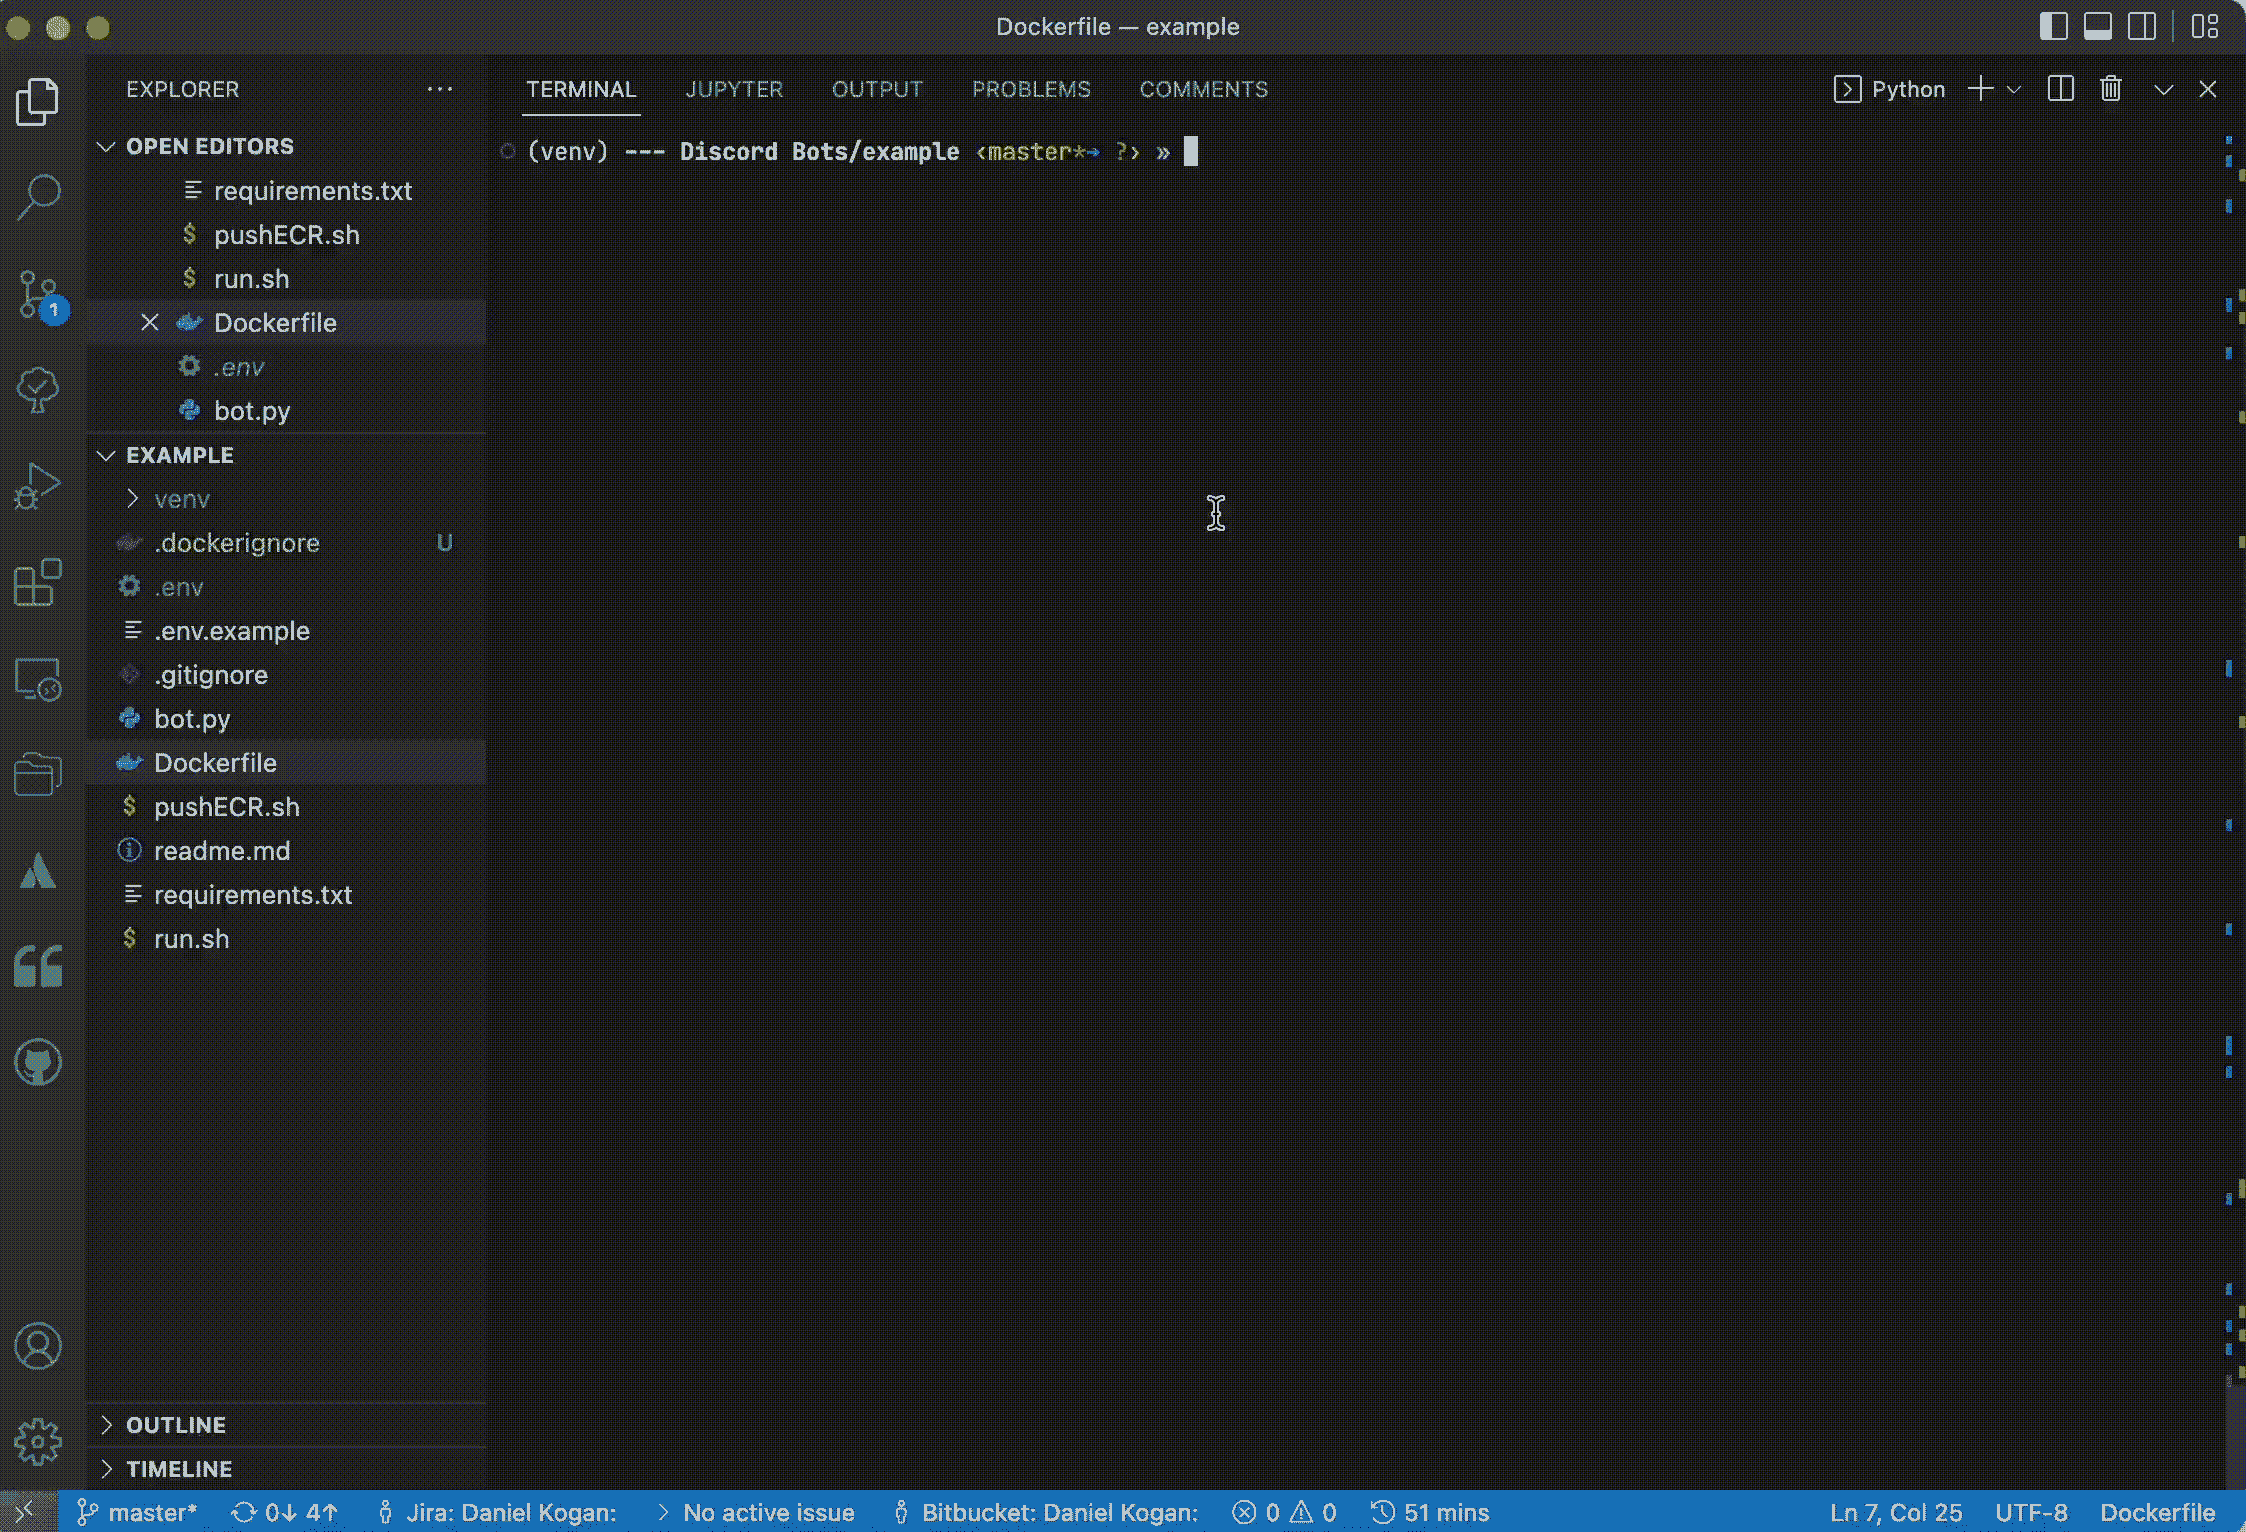 Dockerfile — example
EXPLORER
OPEN EDITORS
requirements.txt
$ pushECR.sh
$ run.sh
Dockerfile
.env
bot.py
EXAMPLE
venv
.dockerignore U
.env
.env.example
.gitignore
bot.py
Dockerfile
$ pushECR.sh
readme.md
requirements.txt
$ run.sh
OUTLINE
TIMELINE
1
TERMINAL JUPYTER OUTPUT PROBLEMS COMMENTS
Python
(venv) --- Discord Bots/example ‹master*→ ?› »
master* 0↓ 4↑ Jira: Daniel Kogan: No active issue Bitbucket: Daniel Kogan: 0 0 51 mins Ln 7, Col 25 UTF-8 Dockerfile